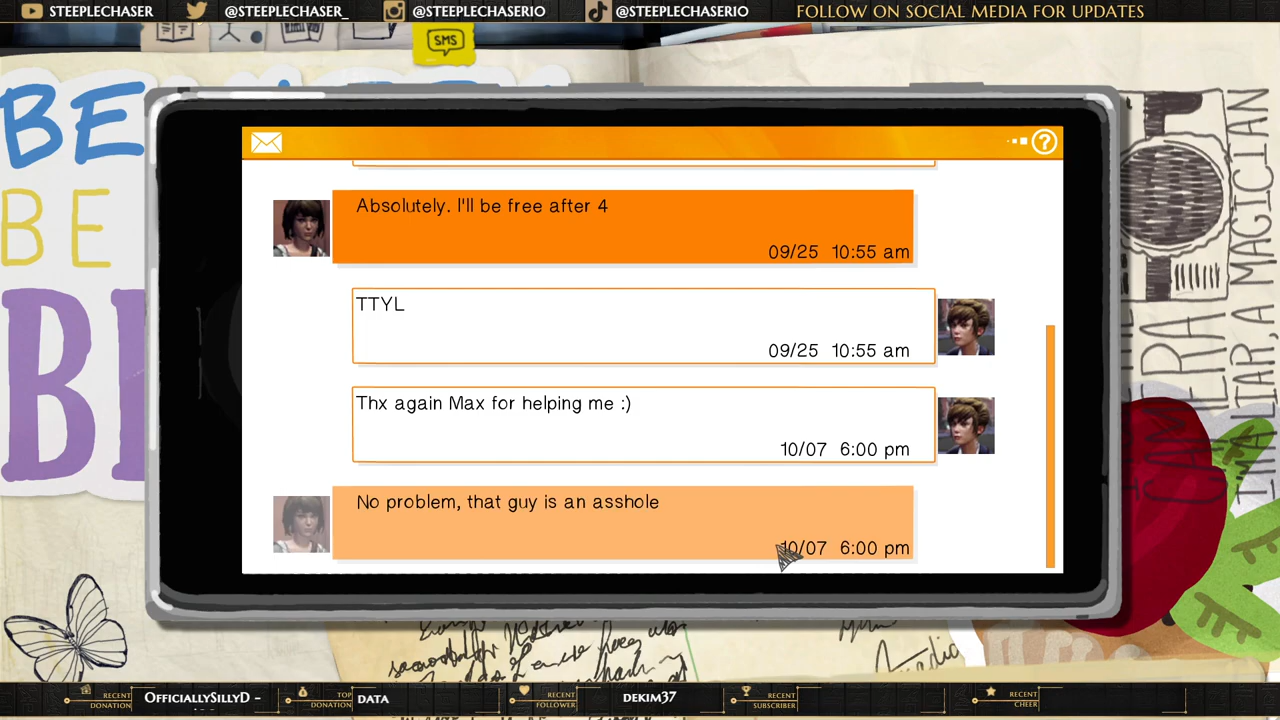 STEEPLECHASER
@STEEPLECHASER_
@STEEPLECHASERIO
@STEEPLECHASERIO
FOLLOW ON SOCIAL MEDIA FOR UPDATES
SMS
BE
BE
Absolutely. I'll be free after 4
09/25 10:55 am
TTYL
09/25 10:55 am
Thx again Max for helping me :)
10/07 6:00 pm
No problem, that guy is an asshole
10/07 6:00 pm
A MAGICIAN
RECENT DONATION
OFFICIALLYSILLYD -
TOP DONATION
DATA
RECENT FOLLOWER
DEKIM37
RECENT SUBSCRIBER
RECENT CHEER